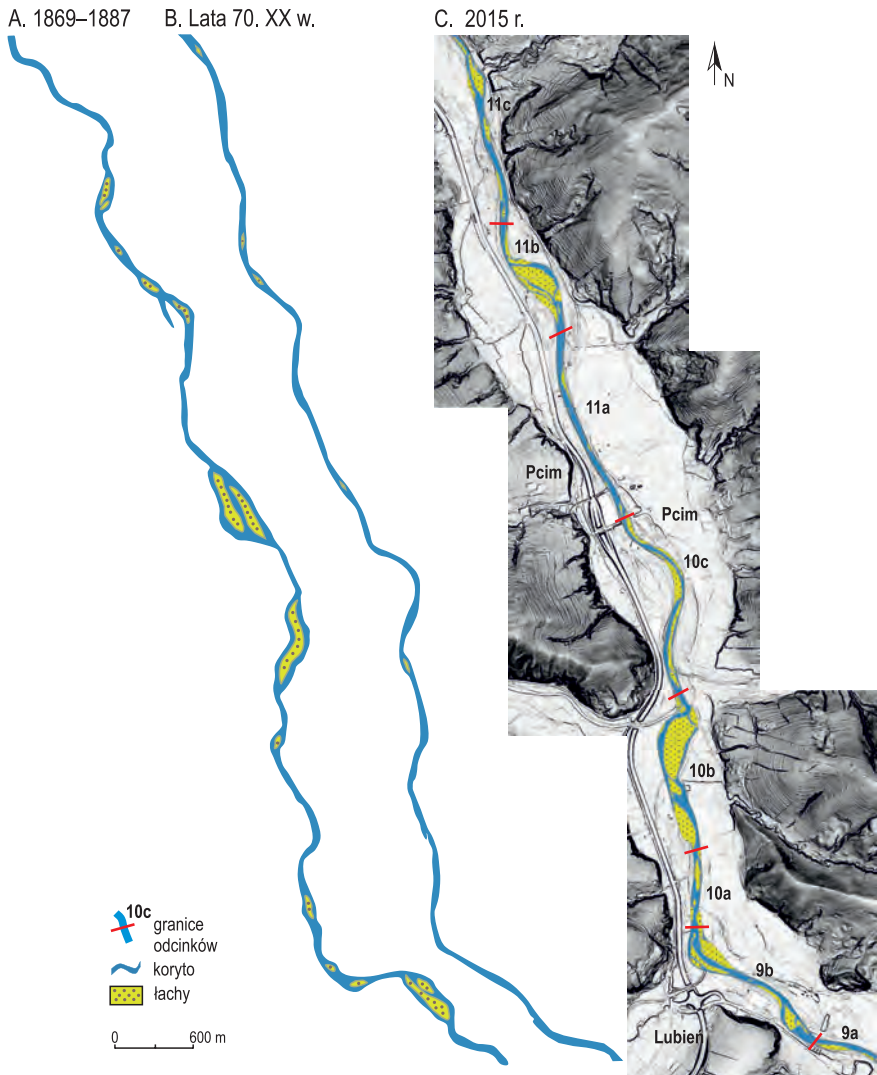 A. 1869–1887
B. Lata 70. XX w.
C. 2015 r.
N
11c
11b
11a
Pcim
Pcim
10c
10b
10a
9b
9a
Lubień
10c
granice
odcinków
koryto
łachy
0 600 m